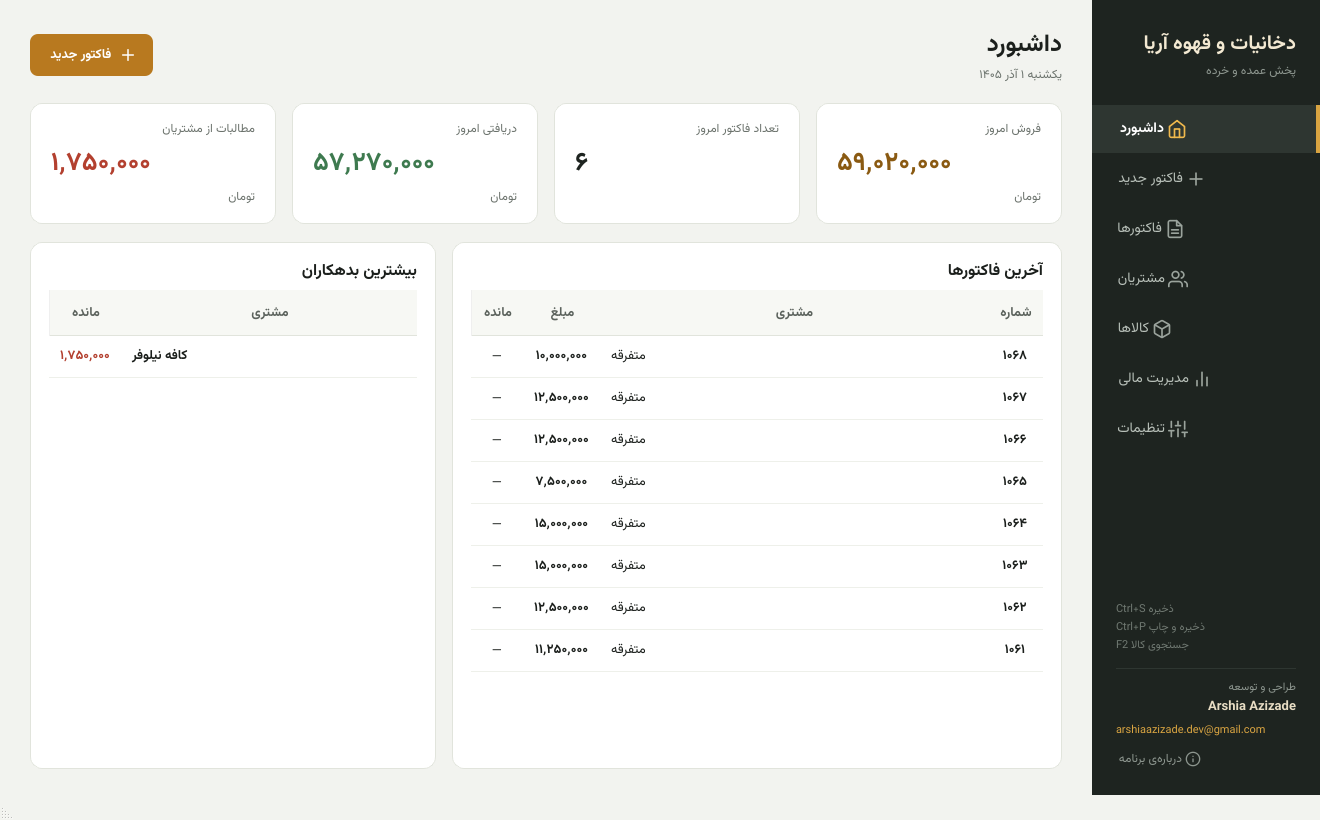 دخانیات و قهوه آریا
پخش عمده و خرده
داشبورد
فاکتور جدید
فاکتورها
مشتریان
کالاها
مدیریت مالی
تنظیمات
ذخیره Ctrl+S
ذخیره و چاپ Ctrl+P
جستجوی کالا F2
طراحی و توسعه
Arshia Azizade
arshiaazizade.dev@gmail.com
درباره‌ی برنامه
داشبورد
یکشنبه ۱ آذر ۱۴۰۵
فاکتور جدید
فروش امروز
۵۹,۰۲۰,۰۰۰
تومان
تعداد فاکتور امروز
۶
دریافتی امروز
۵۷,۲۷۰,۰۰۰
تومان
مطالبات از مشتریان
۱,۷۵۰,۰۰۰
تومان
آخرین فاکتورها
شماره مشتری مبلغ مانده
۱۰۶۸ متفرقه ۱۰,۰۰۰,۰۰۰ —
۱۰۶۷ متفرقه ۱۲,۵۰۰,۰۰۰ —
۱۰۶۶ متفرقه ۱۲,۵۰۰,۰۰۰ —
۱۰۶۵ متفرقه ۷,۵۰۰,۰۰۰ —
۱۰۶۴ متفرقه ۱۵,۰۰۰,۰۰۰ —
۱۰۶۳ متفرقه ۱۵,۰۰۰,۰۰۰ —
۱۰۶۲ متفرقه ۱۲,۵۰۰,۰۰۰ —
۱۰۶۱ متفرقه ۱۱,۲۵۰,۰۰۰ —
بیشترین بدهکاران
مشتری مانده
کافه نیلوفر ۱,۷۵۰,۰۰۰